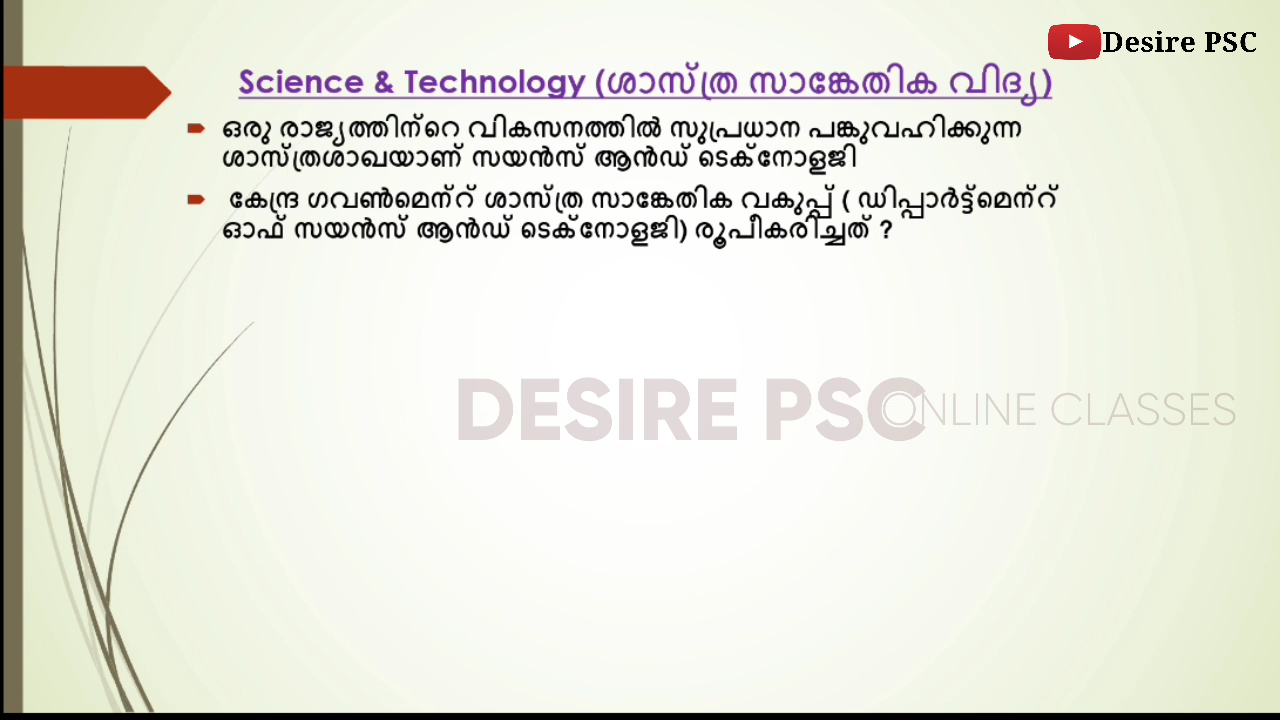 Desire PSC
Science & Technology (ശാസ്ത്ര സാങ്കേതിക വിദ്യ)
ഒരു രാജ്യത്തിന്റെ വികസനത്തിൽ സുപ്രധാന പങ്കുവഹിക്കുന്ന
ശാസ്ത്രശാഖയാണ് സയൻസ് ആൻഡ് ടെക്നോളജി
കേന്ദ്ര ഗവൺമെന്റ് ശാസ്ത്ര സാങ്കേതിക വകുപ്പ് ( ഡിപ്പാർട്ട്മെന്റ്
ഓഫ് സയൻസ് ആൻഡ് ടെക്നോളജി) രൂപീകരിച്ചത് ?
DESIRE PSC ONLINE CLASSES